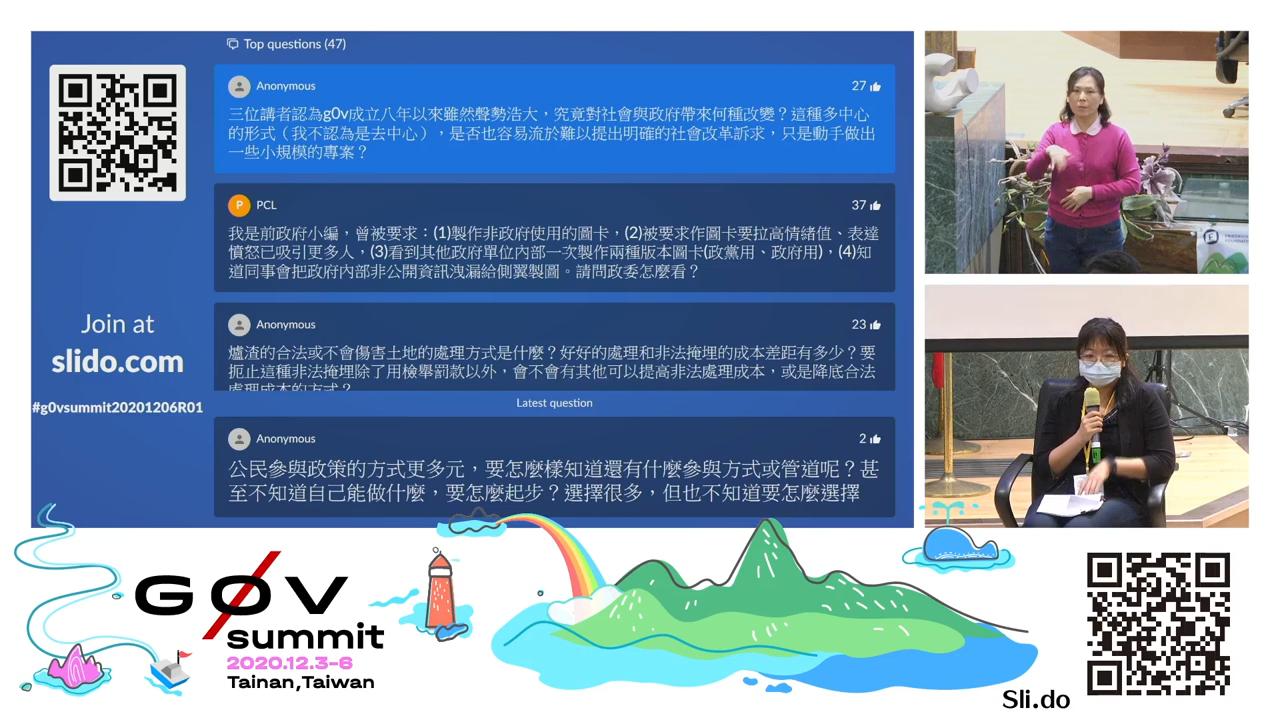 Top questions (47)
Anonymous
27
三位講者認為g0v成立八年以來雖然聲勢浩大，究竟對社會與政府帶來何種改變？這種多中心
的形式（我不認為是去中心），是否也容易流於難以提出明確的社會改革訴求，只是動手做出
一些小規模的專案？
P
PCL
37
我是前政府小編，曾被要求：(1)製作非政府使用的圖卡，(2)被要求作圖卡要拉高情緒值、表達
憤怒已吸引更多人，(3)看到其他政府單位內部一次製作兩種版本圖卡(政黨用、政府用)，(4)知
道同事會把政府內部非公開資訊洩漏給側翼製圖。請問政委怎麼看？
Anonymous
23
爐渣的合法或不會傷害土地的處理方式是什麼？好好的處理和非法掩埋的成本差距有多少？要
扼止這種非法掩埋除了用檢舉罰款以外，會不會有其他可以提高非法處理成本，或是降底合法
處理成本的方式？
Latest question
Anonymous
2
公民參與政策的方式更多元，要怎麼樣知道還有什麼參與方式或管道呢？甚
至不知道自己能做什麼，要怎麼起步？選擇很多，但也不知道要怎麼選擇
Join at
slido.com
#g0vsummit20201206R01
G0V
summit
2020.12.3-6
Tainan,Taiwan
Sli.do